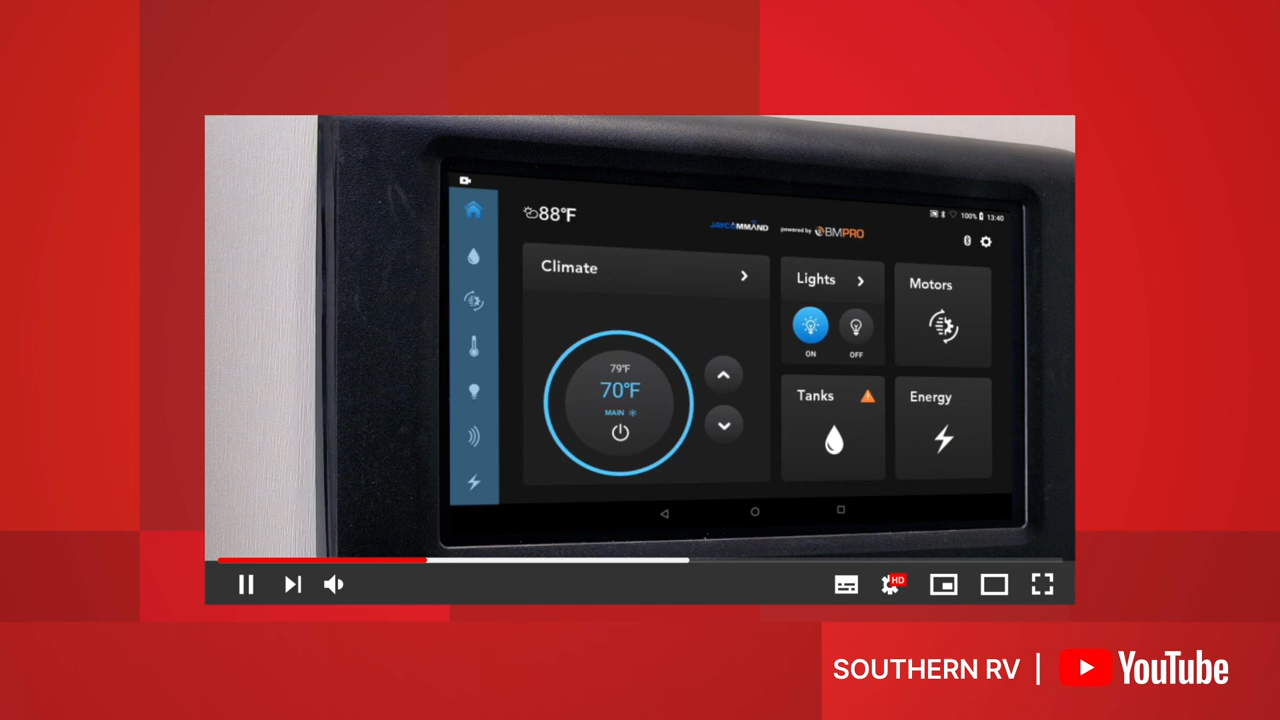 88°F
JAYCOMMAND powered by BMPRO
100% 13:40
Climate
79°F
70°F
MAIN
Lights
ON OFF
Motors
Tanks
Energy
HD
SOUTHERN RV | YouTube